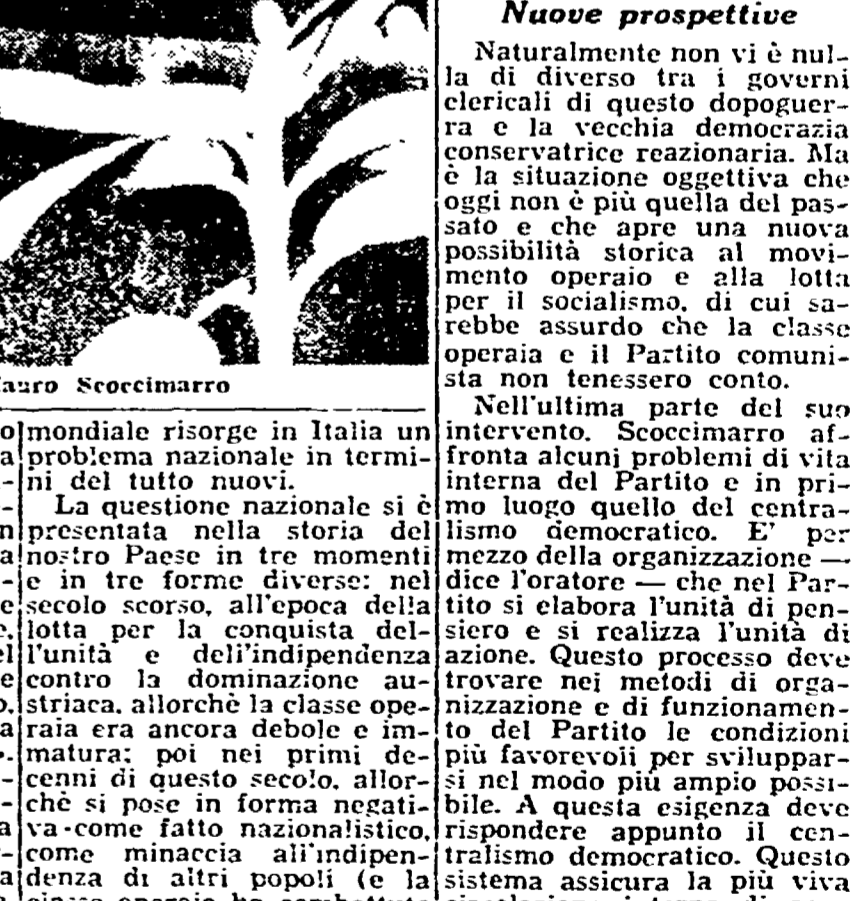 Mauro Scoccimarro
mondiale risorge in Italia un
problema nazionale in termi-
ni del tutto nuovi.
La questione nazionale si è
presentata nella storia del
nostro Paese in tre momenti
e in tre forme diverse: nel
secolo scorso, all'epoca della
lotta per la conquista del-
l'unità e dell'indipendenza
contro la dominazione au-
striaca, allorchè la classe ope-
raia era ancora debole e im-
matura; poi nei primi de-
cenni di questo secolo, allor-
chè si pose in forma negati-
va come fatto nazionalistico,
come minaccia all'indipen-
denza di altri popoli (e la
Nuove prospettive
Naturalmente non vi è nul-
la di diverso tra i governi
clericali di questo dopoguer-
ra e la vecchia democrazia
conservatrice reazionaria. Ma
è la situazione oggettiva che
oggi non è più quella del pas-
sato e che apre una nuova
possibilità storica al movi-
mento operaio e alla lotta
per il socialismo, di cui sa-
rebbe assurdo che la classe
operaia e il Partito comuni-
sta non tenessero conto.
Nell'ultima parte del suo
intervento, Scoccimarro af-
fronta alcuni problemi di vita
interna del Partito e in pri-
mo luogo quello del centra-
lismo democratico. E' per
mezzo della organizzazione —
dice l'oratore — che nel Par-
tito si elabora l'unità di pen-
siero e si realizza l'unità di
azione. Questo processo deve
trovare nei metodi di orga-
nizzazione e di funzionamen-
to del Partito le condizioni
più favorevoli per sviluppar-
si nel modo più ampio possi-
bile. A questa esigenza deve
rispondere appunto il cen-
tralismo democratico. Questo
sistema assicura la più viva